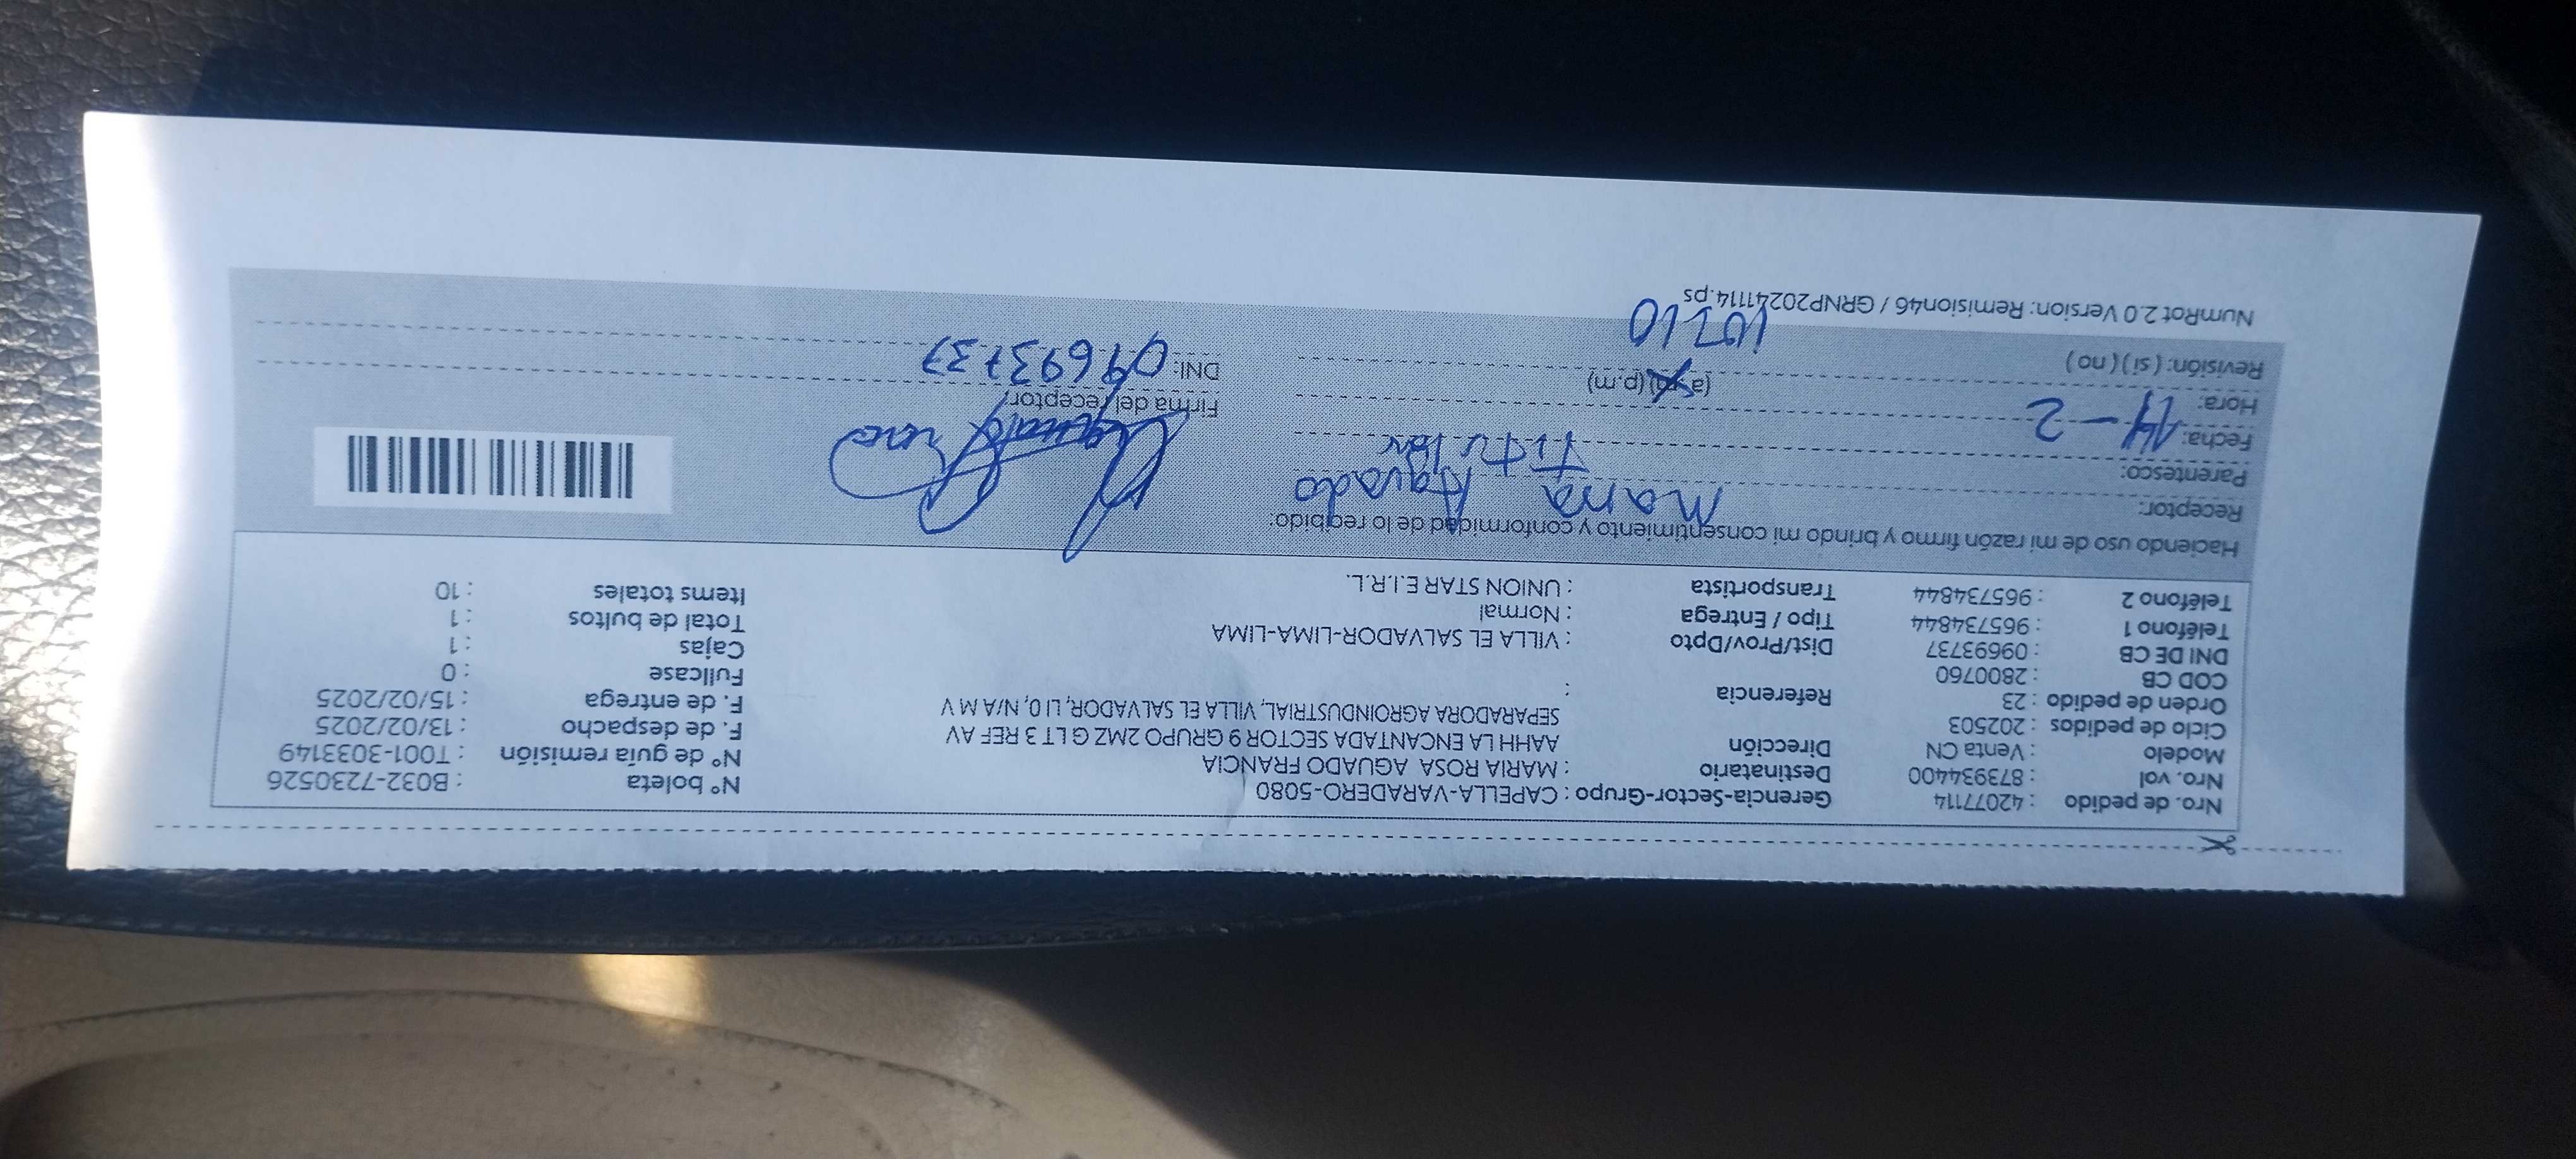 Nro. de pedido : 42077114 Gerencia-Sector-Grupo : CAPELLA-VARADERO-5080 N° boleta : B032-7230526
Nro. vol : 873934400 Destinatario : MARIA ROSA AGUADO FRANCIA N° de guía remisión : T001-3033149
Modelo : Venta CN Dirección AAHH LA ENCANTADA SECTOR 9 GRUPO 2MZ G LT 3 REF AV F. de despacho : 13/02/2025
Ciclo de pedidos : 202503 SEPARADORA AGROINDUSTRIAL, VILLA EL SALVADOR, LI 0, N/A M V F. de entrega : 15/02/2025
Orden de pedido : 23 Referencia : Fullcase : 0
COD CB : 2800760 Cajas : 1
DNI DE CB : 09693737 Dist/Prov/Dpto : VILLA EL SALVADOR-LIMA-LIMA Total de bultos : 1
Teléfono 1 : 965734844 Tipo / Entrega : Normal Items totales : 10
Teléfono 2 : 965734844 Transportista : UNION STAR E.I.R.L.
Haciendo uso de mi razón firmo y brindo mi consentimiento y conformidad de lo recibido:
Receptor: Maria Aguado
Parentesco: Titular
Fecha: 14-2
Firma del receptor:
Hora: (a.m) (p.m)
DNI: 09693737
Revisión: ( si ) ( no )
10:10
NumRot 2.0 Version: Remision46 / GRNP20241114.ps